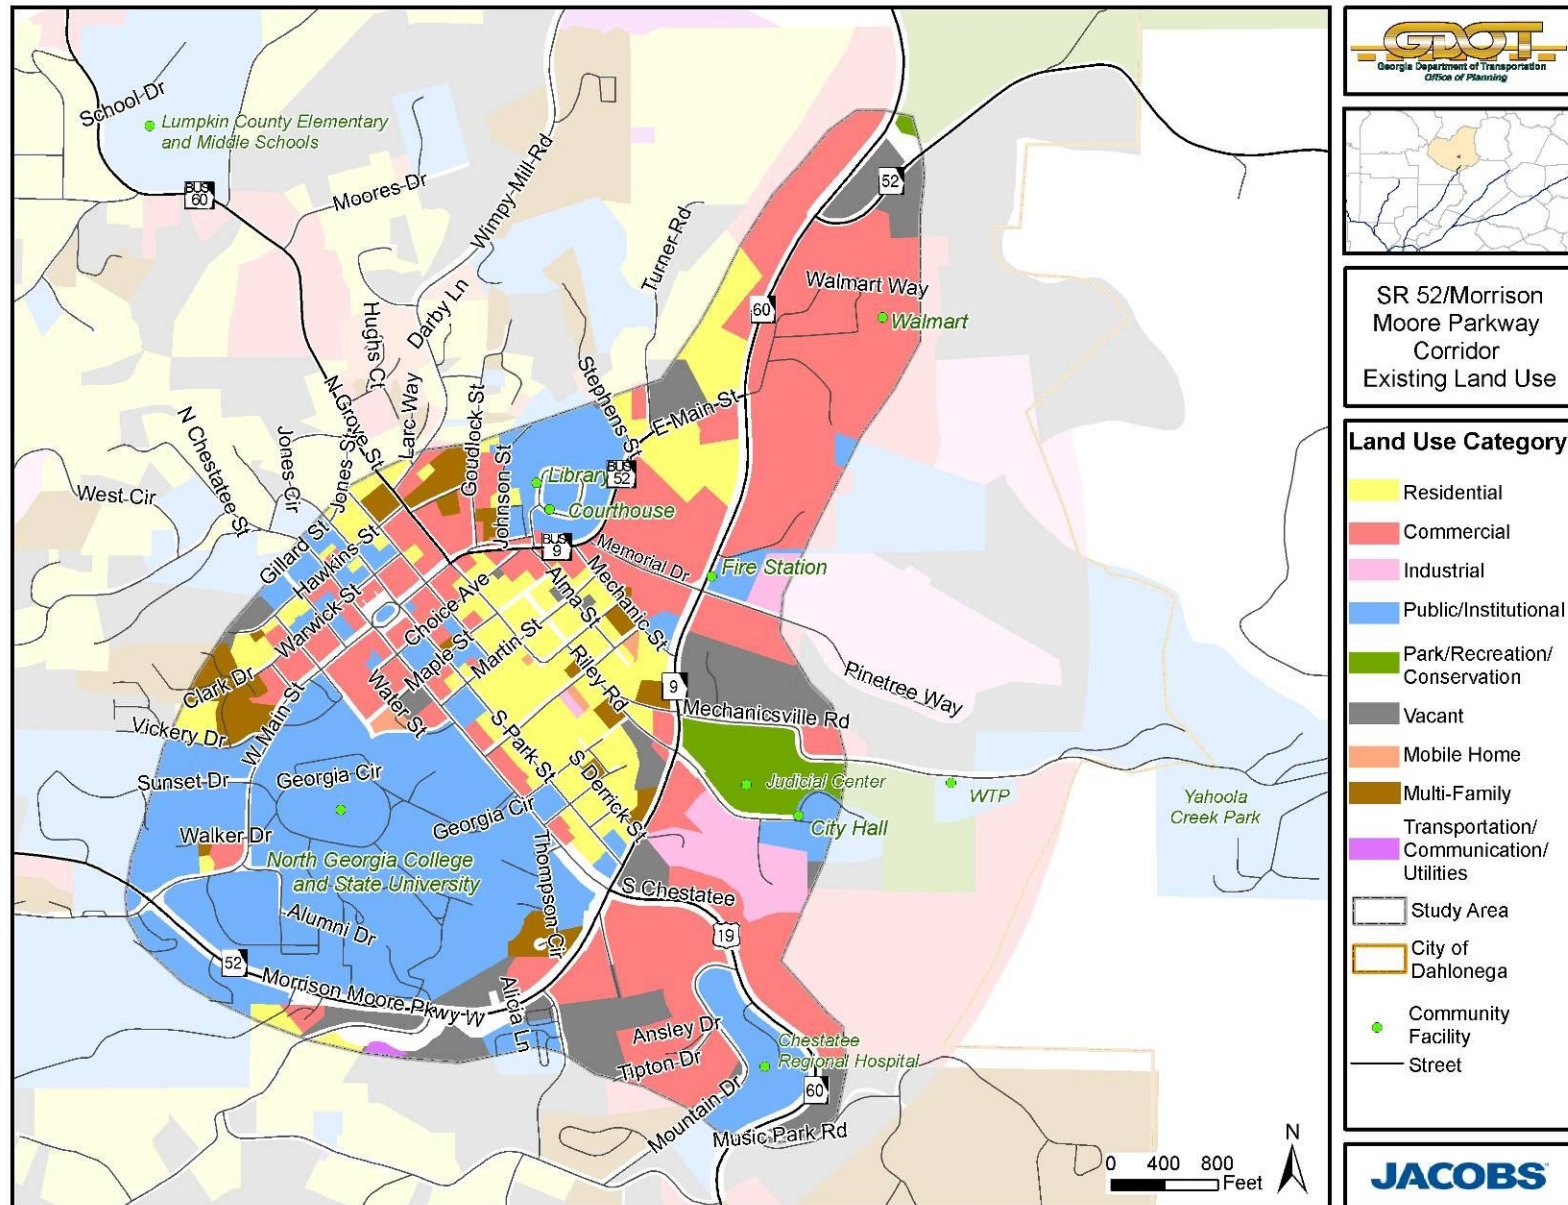 School Dr
Lumpkin County Elementary
and Middle Schools
BUS
60
Moores Dr
Wimpy Mill Rd
Turner Rd
52
Walmart Way
60
Walmart
Hughs Ct
Darby Ln
Larc Way
N Grove St
Goudlock St
Stephens St
E Main St
N Chestatee St
Jones Cir
Jones St
West Cir
Johnson St
Library
BUS
52
Courthouse
BUS
9
Memorial Dr
Fire Station
Gillard St
Hawkins St
Warwick St
Choice Ave
Alma St
Mechanic St
Maple St
Martin St
Riley Rd
Pinetree Way
Clark Dr
W Main St
Water St
9
Mechanicsville Rd
Vickery Dr
S Park St
S Derrick St
Sunset Dr
Georgia Cir
Georgia Cir
Judicial Center
WTP
Yahoola
Creek Park
City Hall
Walker Dr
North Georgia College
and State University
Thompson Cir
S Chestatee
19
Alumni Dr
52
Morrison Moore Pkwy W
Alicia Ln
Ansley Dr
Tipton Dr
Chestatee
Regional Hospital
60
Mountain Dr
Music Park Rd
N
0 400 800
Feet
GDOT
Georgia Department of Transportation
Office of Planning
SR 52/Morrison
Moore Parkway
Corridor
Existing Land Use
Land Use Category
Residential
Commercial
Industrial
Public/Institutional
Park/Recreation/
Conservation
Vacant
Mobile Home
Multi-Family
Transportation/
Communication/
Utilities
Study Area
City of
Dahlonega
Community
Facility
Street
JACOBS